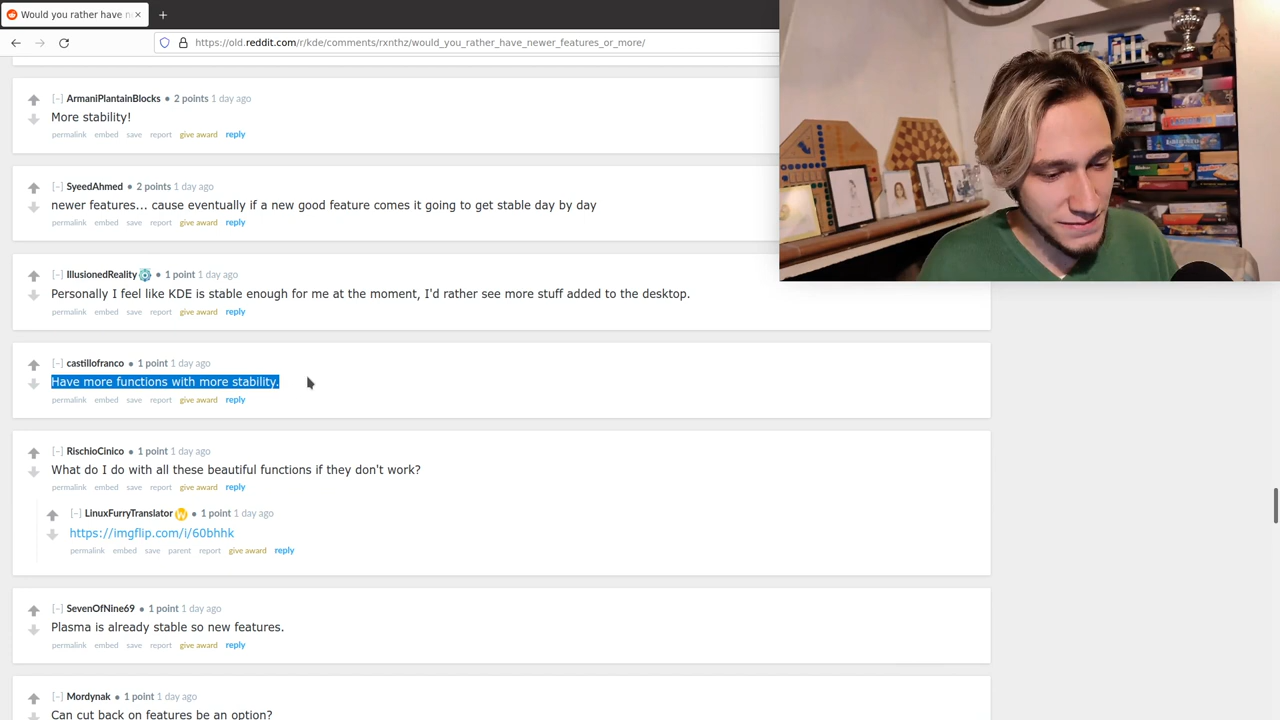 Would you rather have n
https://old.reddit.com/r/kde/comments/rxnthz/would_you_rather_have_newer_features_or_more/
[–] ArmaniPlantainBlocks • 2 points 1 day ago
More stability!
permalink embed save report give award reply
[–] SyeedAhmed • 2 points 1 day ago
newer features... cause eventually if a new good feature comes it going to get stable day by day
permalink embed save report give award reply
[–] IllusionedReality • 1 point 1 day ago
Personally I feel like KDE is stable enough for me at the moment, I'd rather see more stuff added to the desktop.
permalink embed save report give award reply
[–] castillofranco • 1 point 1 day ago
Have more functions with more stability.
permalink embed save report give award reply
[–] RischioCinico • 1 point 1 day ago
What do I do with all these beautiful functions if they don't work?
permalink embed save report give award reply
[–] LinuxFurryTranslator • 1 point 1 day ago
https://imgflip.com/i/60bhhk
permalink embed save parent report give award reply
[–] SevenOfNine69 • 1 point 1 day ago
Plasma is already stable so new features.
permalink embed save report give award reply
[–] Mordynak • 1 point 1 day ago
Can cut back on features be an option?